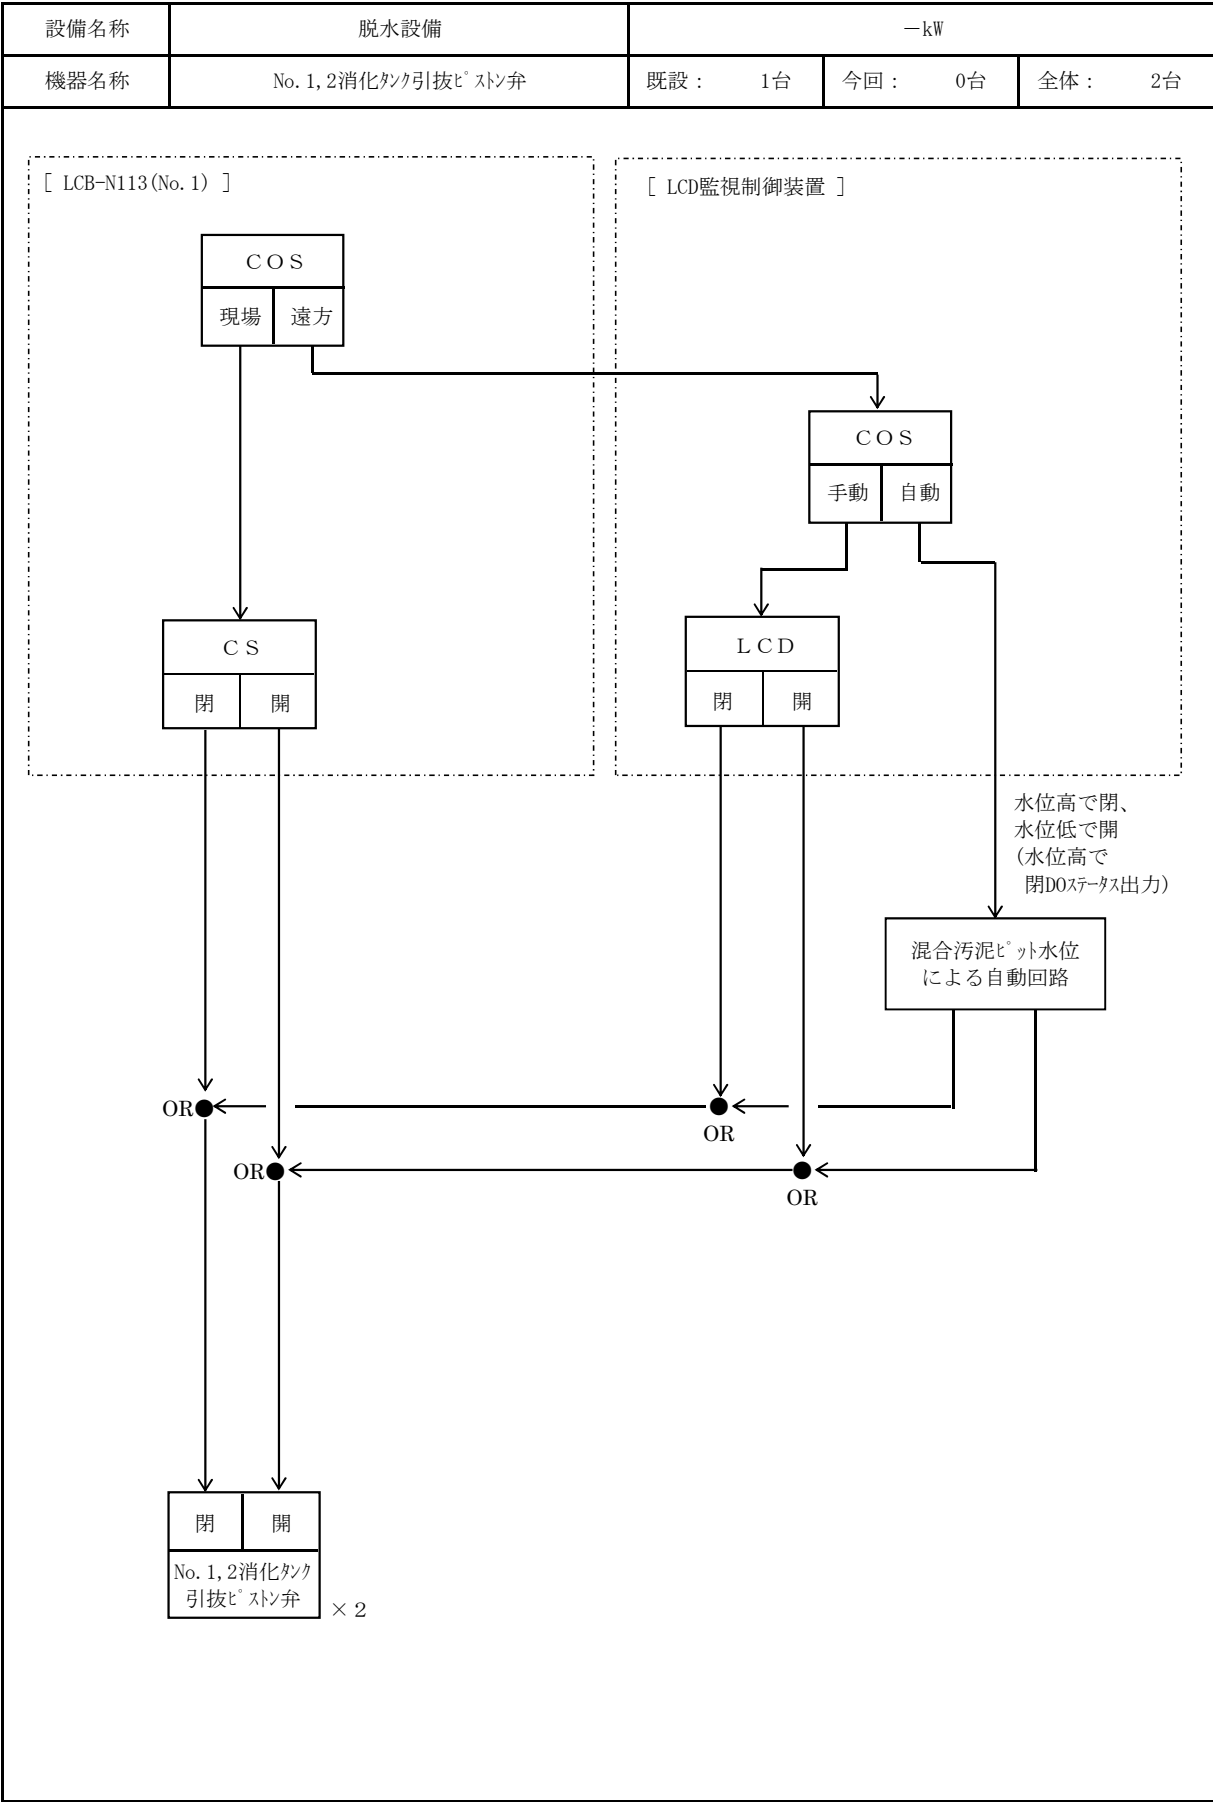 設備名称 脱水設備 －kW
機器名称 No.1,2消化ﾀﾝｸ引抜ﾋﾟｽﾄﾝ弁 既設： 1台 今回： 0台 全体： 2台
[ LCB-N113(No.1) ]
[ LCD監視制御装置 ]
ＣＯＳ
現場 遠方
ＣＯＳ
手動 自動
ＣＳ
閉 開
ＬＣＤ
閉 開
水位高で閉、
水位低で開
(水位高で
閉DOｽﾃｰﾀｽ出力)
混合汚泥ﾋﾟｯﾄ水位
による自動回路
OR
OR
OR
OR
閉 開
No.1,2消化ﾀﾝｸ
引抜ﾋﾟｽﾄﾝ弁
×２